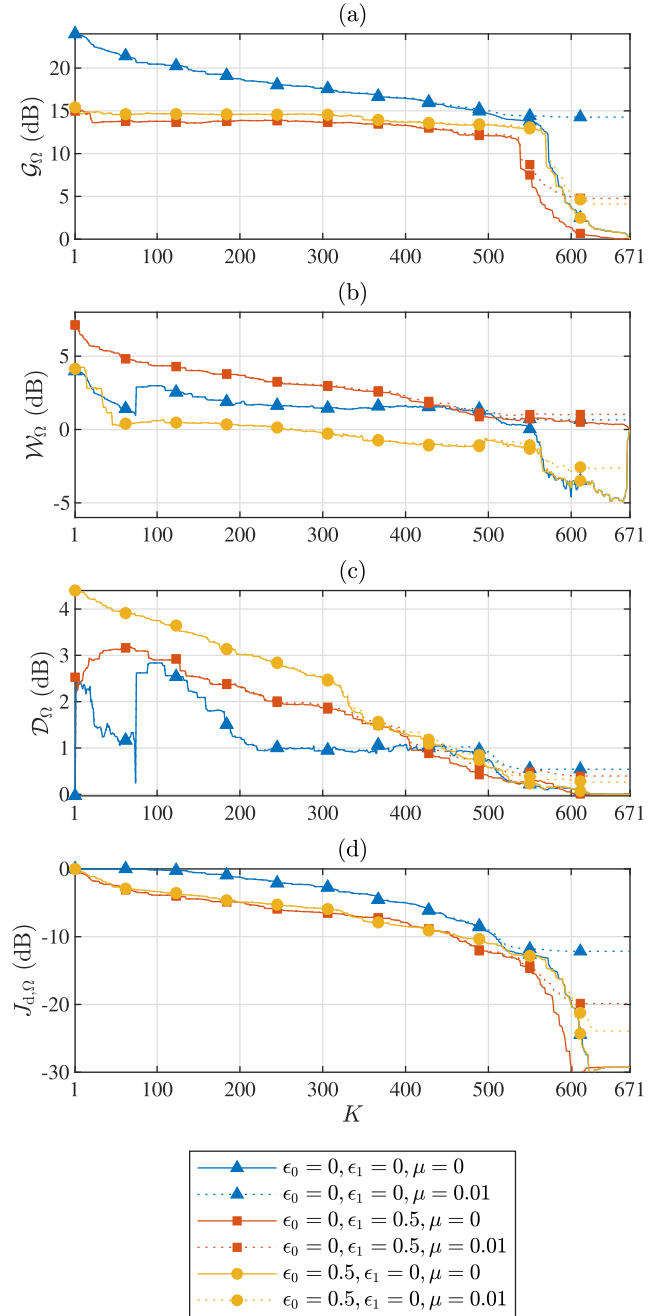 (a)
20
15
10
5
0
𝒢_Ω (dB)
1 100 200 300 400 500 600 671
(b)
5
0
-5
𝒲_Ω (dB)
1 100 200 300 400 500 600 671
(c)
4
3
2
1
0
𝒟_Ω (dB)
1 100 200 300 400 500 600 671
(d)
0
-10
-20
-30
J_d,Ω (dB)
1 100 200 300 400 500 600 671
K
ϵ₀ = 0, ϵ₁ = 0, μ = 0
ϵ₀ = 0, ϵ₁ = 0, μ = 0.01
ϵ₀ = 0, ϵ₁ = 0.5, μ = 0
ϵ₀ = 0, ϵ₁ = 0.5, μ = 0.01
ϵ₀ = 0.5, ϵ₁ = 0, μ = 0
ϵ₀ = 0.5, ϵ₁ = 0, μ = 0.01